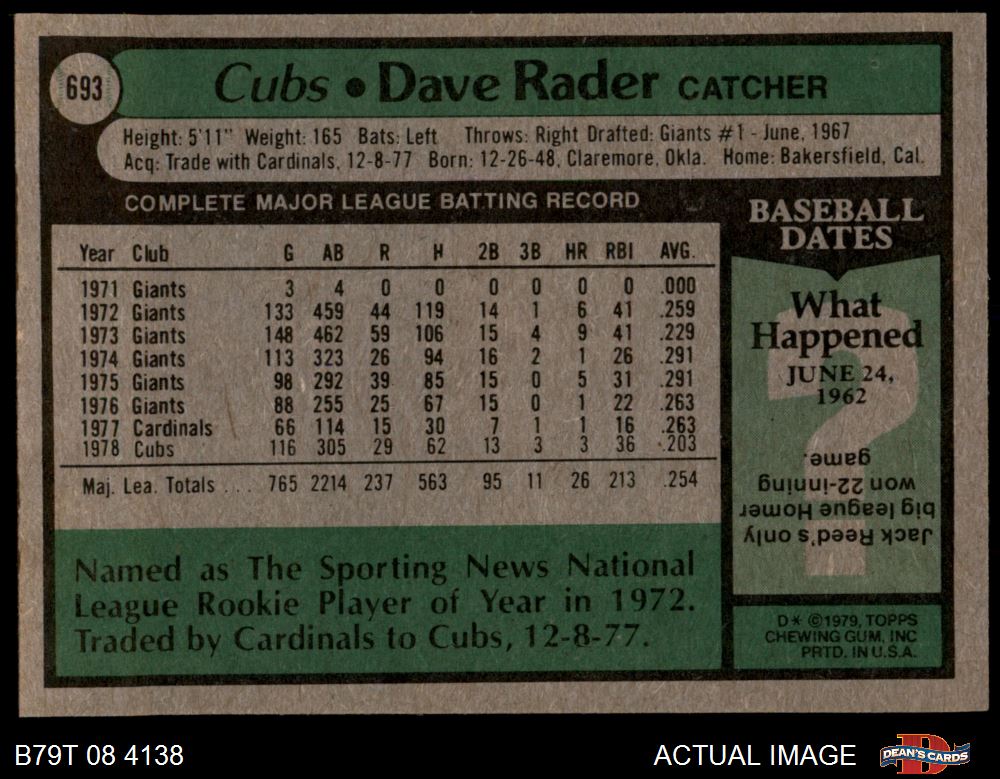 693
Cubs • Dave Rader CATCHER
Height: 5'11" Weight: 165 Bats: Left Throws: Right Drafted: Giants #1 - June, 1967
Acq: Trade with Cardinals, 12-8-77 Born: 12-26-48, Claremore, Okla. Home: Bakersfield, Cal.
COMPLETE MAJOR LEAGUE BATTING RECORD
Year Club G AB R H 2B 3B HR RBI AVG.
1971 Giants 3 4 0 0 0 0 0 0 .000
1972 Giants 133 459 44 119 14 1 6 41 .259
1973 Giants 148 462 59 106 15 4 9 41 .229
1974 Giants 113 323 26 94 16 2 1 26 .291
1975 Giants 98 292 39 85 15 0 5 31 .291
1976 Giants 88 255 25 67 15 0 1 22 .263
1977 Cardinals 66 114 15 30 7 1 1 16 .263
1978 Cubs 116 305 29 62 13 3 3 36 .203
Maj. Lea. Totals ... 765 2214 237 563 95 11 26 213 .254
Named as The Sporting News National
League Rookie Player of Year in 1972.
Traded by Cardinals to Cubs, 12-8-77.
BASEBALL
DATES
What
Happened
JUNE 24,
1962
?
Jack Reed's only
big league Homer
won 22-inning
game.
D* ©1979, TOPPS
CHEWING GUM, INC
PRTD. IN U.S.A.
B79T 08 4138
ACTUAL IMAGE
D
DEAN'S CARDS